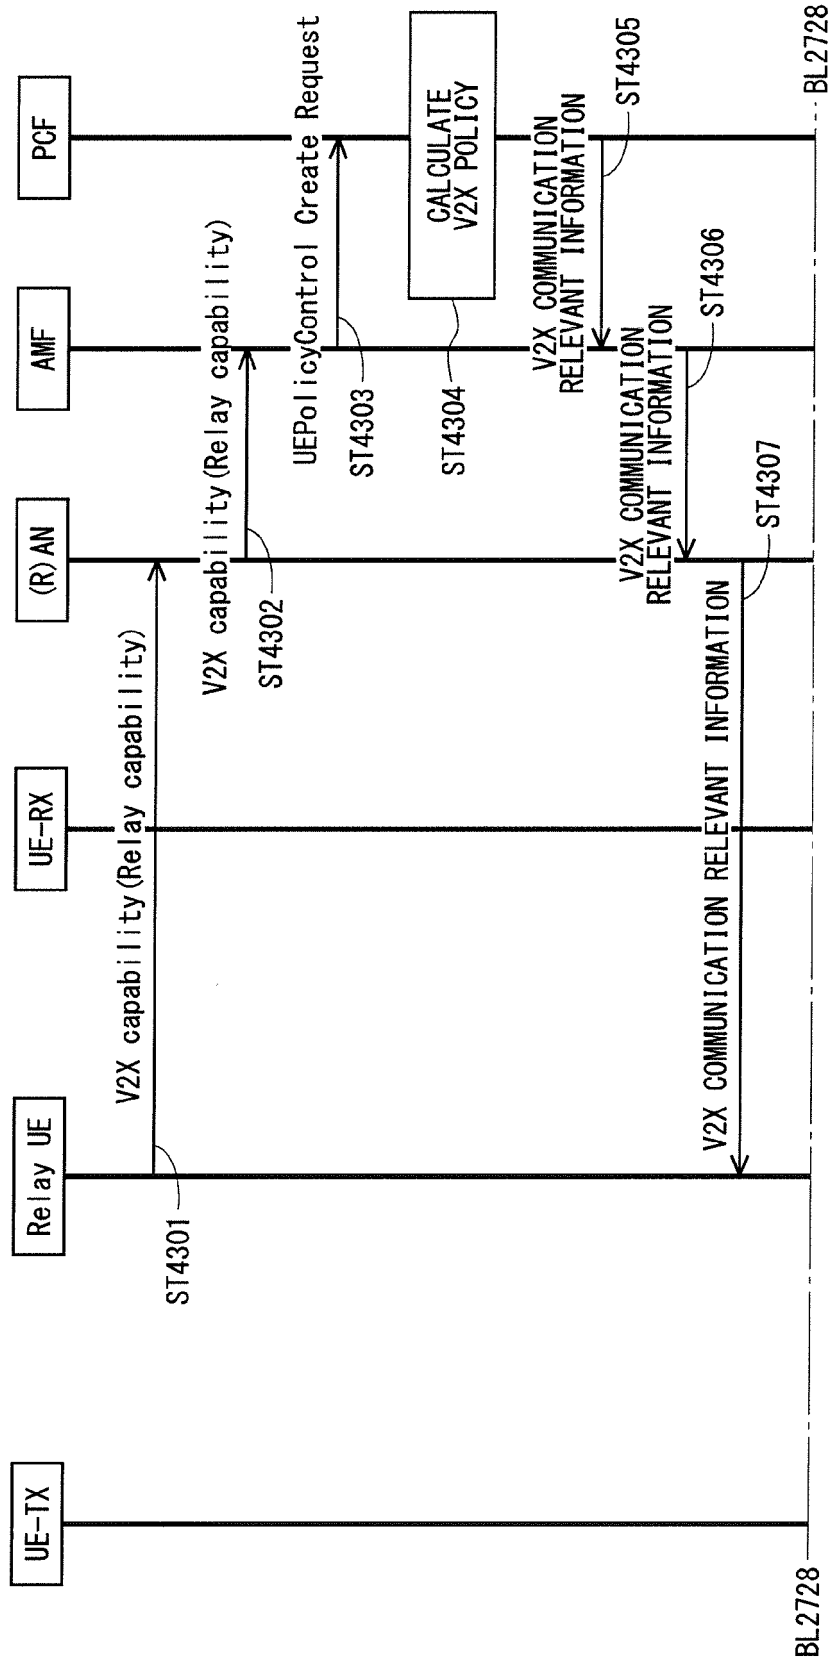 UE-TX
Relay UE
UE-RX
(R)AN
AMF
PCF
V2X capability(Relay capability)
ST4301
V2X capability(Relay capability)
ST4302
UEPolicyControl Create Request
ST4303
CALCULATE
V2X POLICY
ST4304
V2X COMMUNICATION
RELEVANT INFORMATION
ST4305
V2X COMMUNICATION
RELEVANT INFORMATION
ST4306
V2X COMMUNICATION RELEVANT INFORMATION
ST4307
BL2728
BL2728